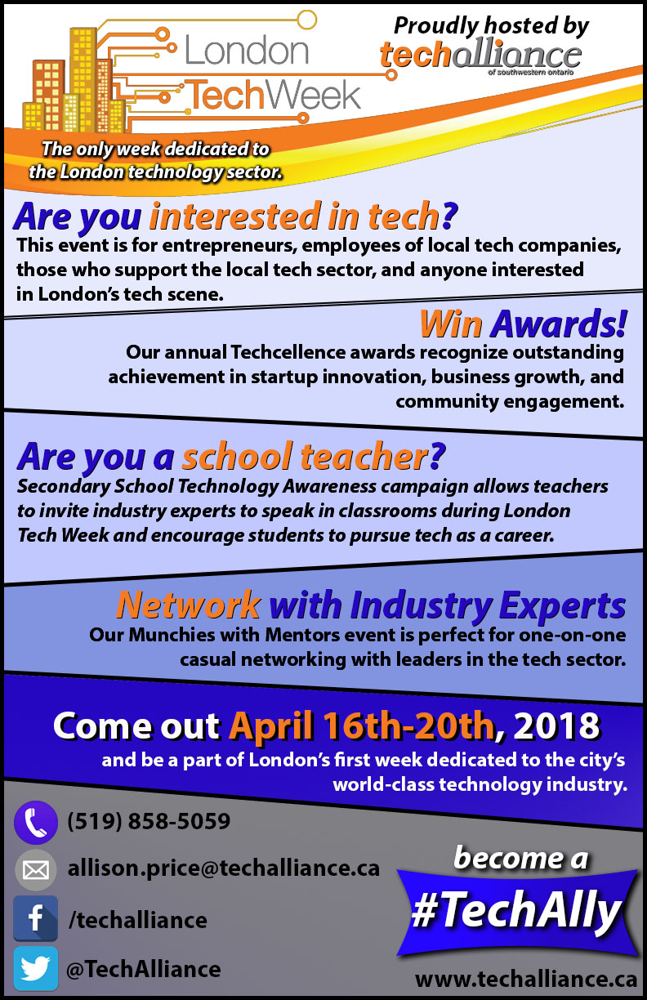 London
TechWeek
Proudly hosted by
techalliance
of southwestern ontario
The only week dedicated to
the London technology sector.
Are you interested in tech?
This event is for entrepreneurs, employees of local tech companies,
those who support the local tech sector, and anyone interested
in London's tech scene.
Win Awards!
Our annual Techcellence awards recognize outstanding
achievement in startup innovation, business growth, and
community engagement.
Are you a school teacher?
Secondary School Technology Awareness campaign allows teachers
to invite industry experts to speak in classrooms during London
Tech Week and encourage students to pursue tech as a career.
Network with Industry Experts
Our Munchies with Mentors event is perfect for one-on-one
casual networking with leaders in the tech sector.
Come out April 16th-20th, 2018
and be a part of London's first week dedicated to the city's
world-class technology industry.
(519) 858-5059
allison.price@techalliance.ca
/techalliance
@TechAlliance
become a
#TechAlly
www.techalliance.ca